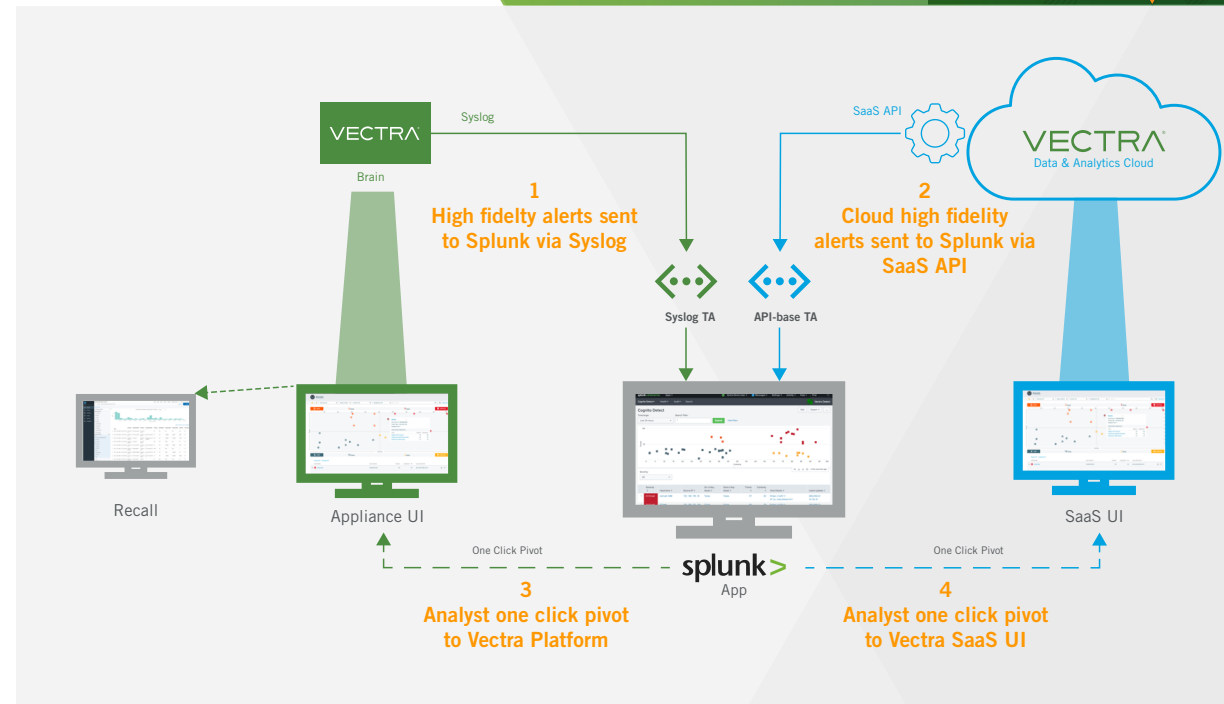 VECTRA
Brain
Syslog
1
High fidelty alerts sent
to Splunk via Syslog
SaaS API
VECTRA®
Data & Analytics Cloud
2
Cloud high fidelity
alerts sent to Splunk via
SaaS API
Syslog TA
API-base TA
Cognito Detect
Recall
Appliance UI
SaaS UI
One Click Pivot
splunk>
App
One Click Pivot
3
Analyst one click pivot
to Vectra Platform
4
Analyst one click pivot
to Vectra SaaS UI